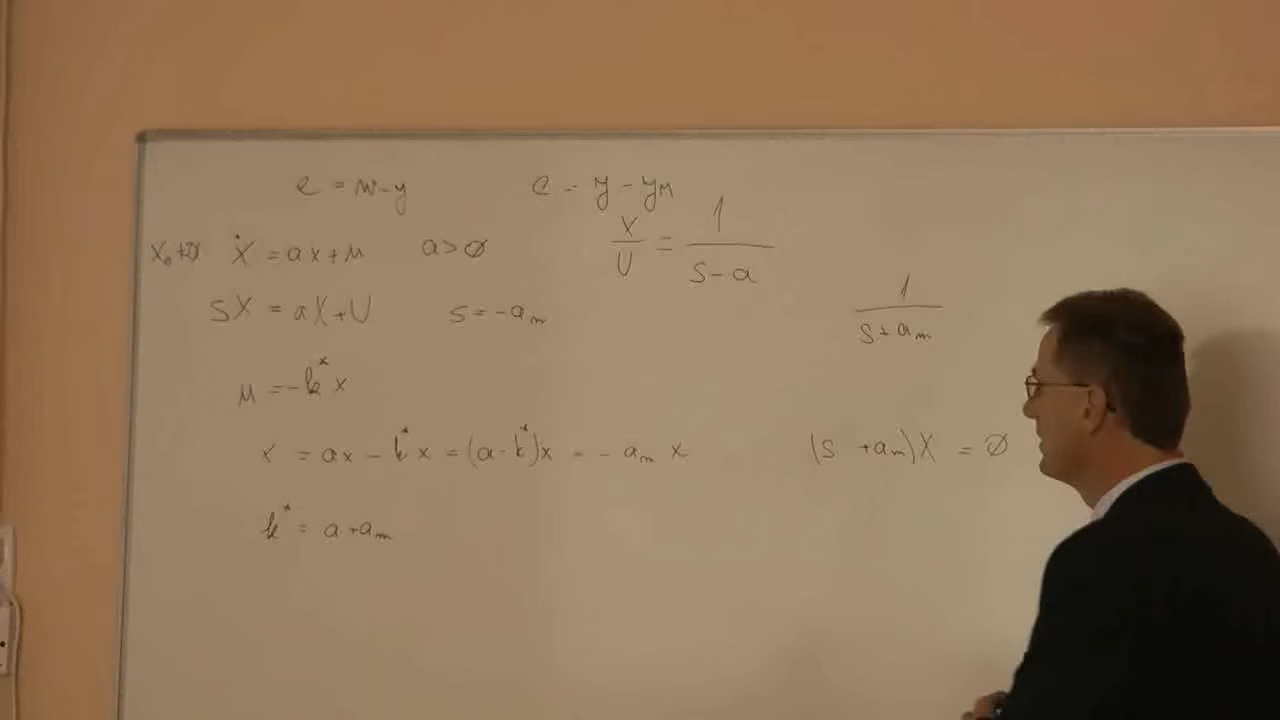 e = w-y e = y - yM
x₀≠0 ẋ = ax+u a>0 X/U = 1/(s-a)
sX = aX+U s = -aₘ 1/(s+aₘ)
u = -k*x
x = ax - k*x = (a-k*)x = - aₘ x (s +aₘ)X = 0
k* = a+aₘ